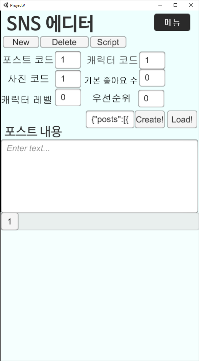 SNS 에디터
메뉴
New Delete Script
포스트 코드 1 캐릭터 코드 1
사진 코드 1 기본 좋아요 수 0
캐릭터 레벨 0 우선순위 0
{"posts":[{ Create! Load!
포스트 내용
Enter text...
1